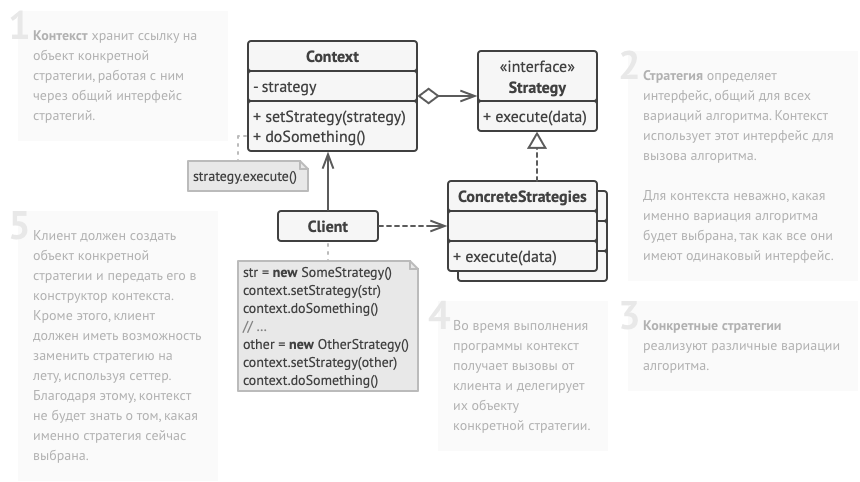 1
Контекст хранит ссылку на
объект конкретной
стратегии, работая с ним
через общий интерфейс
стратегий.
Context
- strategy
+ setStrategy(strategy)
+ doSomething()
strategy.execute()
«interface»
Strategy
+ execute(data)
2
Стратегия определяет
интерфейс, общий для всех
вариаций алгоритма. Контекст
использует этот интерфейс для
вызова алгоритма.
Для контекста неважно, какая
именно вариация алгоритма
будет выбрана, так как все они
имеют одинаковый интерфейс.
ConcreteStrategies
+ execute(data)
Client
str = new SomeStrategy()
context.setStrategy(str)
context.doSomething()
// ...
other = new OtherStrategy()
context.setStrategy(other)
context.doSomething()
3
Конкретные стратегии
реализуют различные вариации
алгоритма.
4
Во время выполнения
программы контекст
получает вызовы от
клиента и делегирует
их объекту
конкретной стратегии.
5
Клиент должен создать
объект конкретной
стратегии и передать его в
конструктор контекста.
Кроме этого, клиент
должен иметь возможность
заменить стратегию на
лету, используя сеттер.
Благодаря этому, контекст
не будет знать о том, какая
именно стратегия сейчас
выбрана.